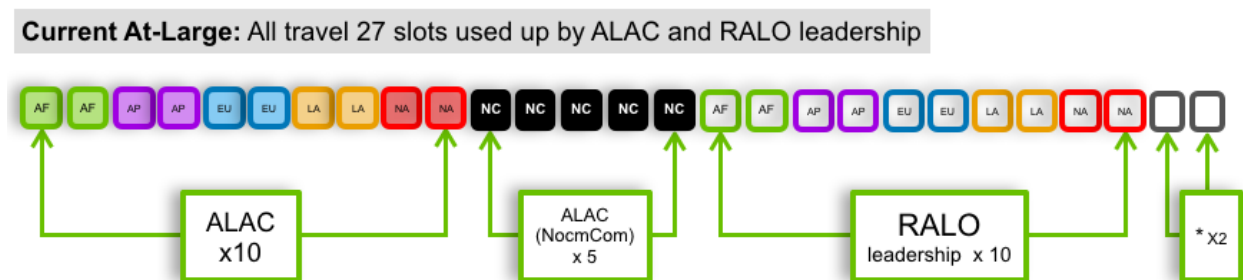 Current At-Large: All travel 27 slots used up by ALAC and RALO leadership
AF AF AP AP EU EU LA LA NA NA NC NC NC NC NC AF AF AP AP EU EU LA LA NA NA
ALAC
x10
ALAC
(NocmCom)
x 5
RALO
leadership x 10
* X2